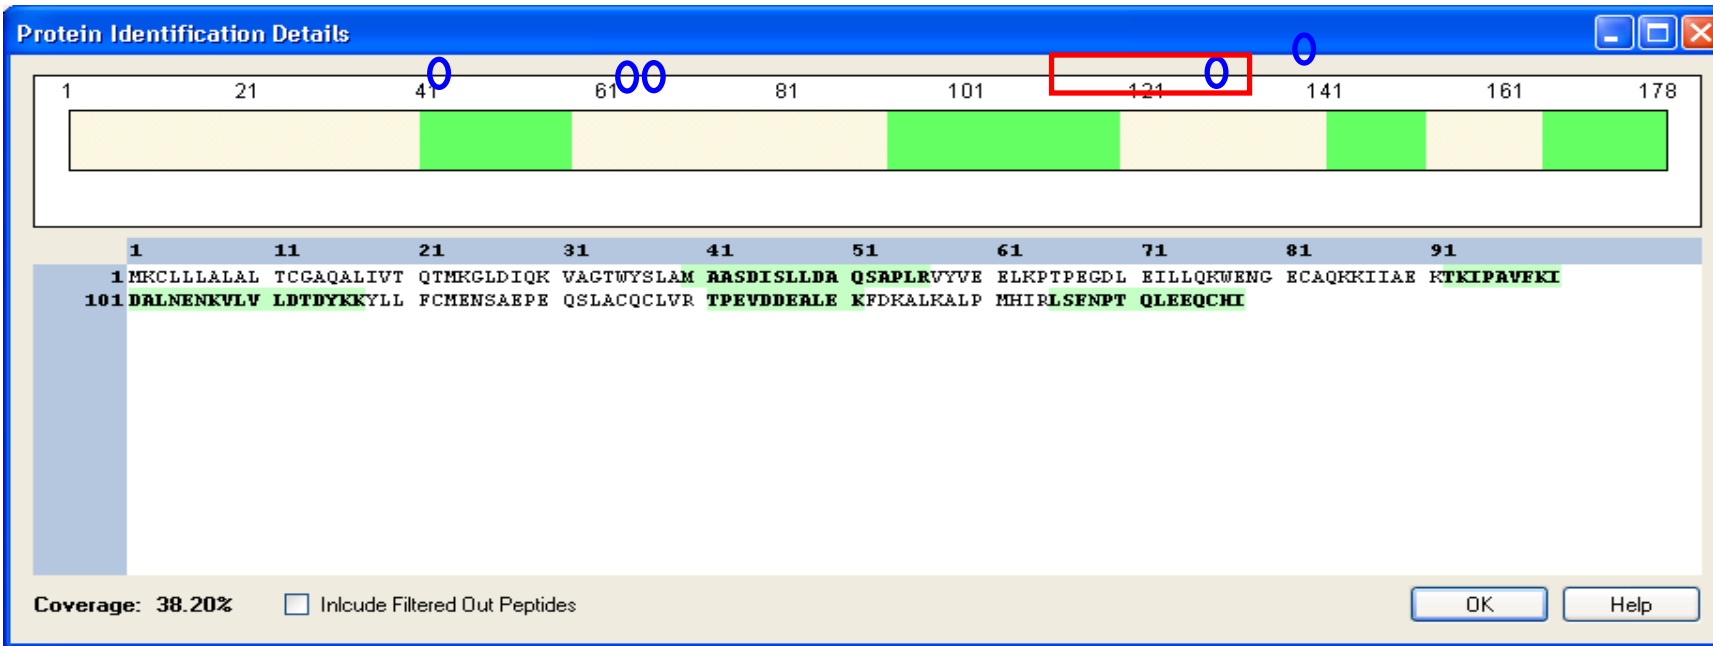 Protein Identification Details
1 21 41 61 81 101 121 141 161 178
1 11 21 31 41 51 61 71 81 91
1 MKCLLLALAL TCGAQALIVT QTMKGLDIQK VAGTWYSLAM AASDISLLDA QSAPLRVYVE ELKPTPEGDL EILLQKWENG ECAQKKIIAE KTKIPAVFKI
101 DALNENKVLV LDTDYKKYLL FCMENSAEPE QSLACQCLVR TPEVDDEALE KFDKALKALP MHIRLSFNPT QLEEQCHI
Coverage: 38.20% Inlcude Filtered Out Peptides OK Help